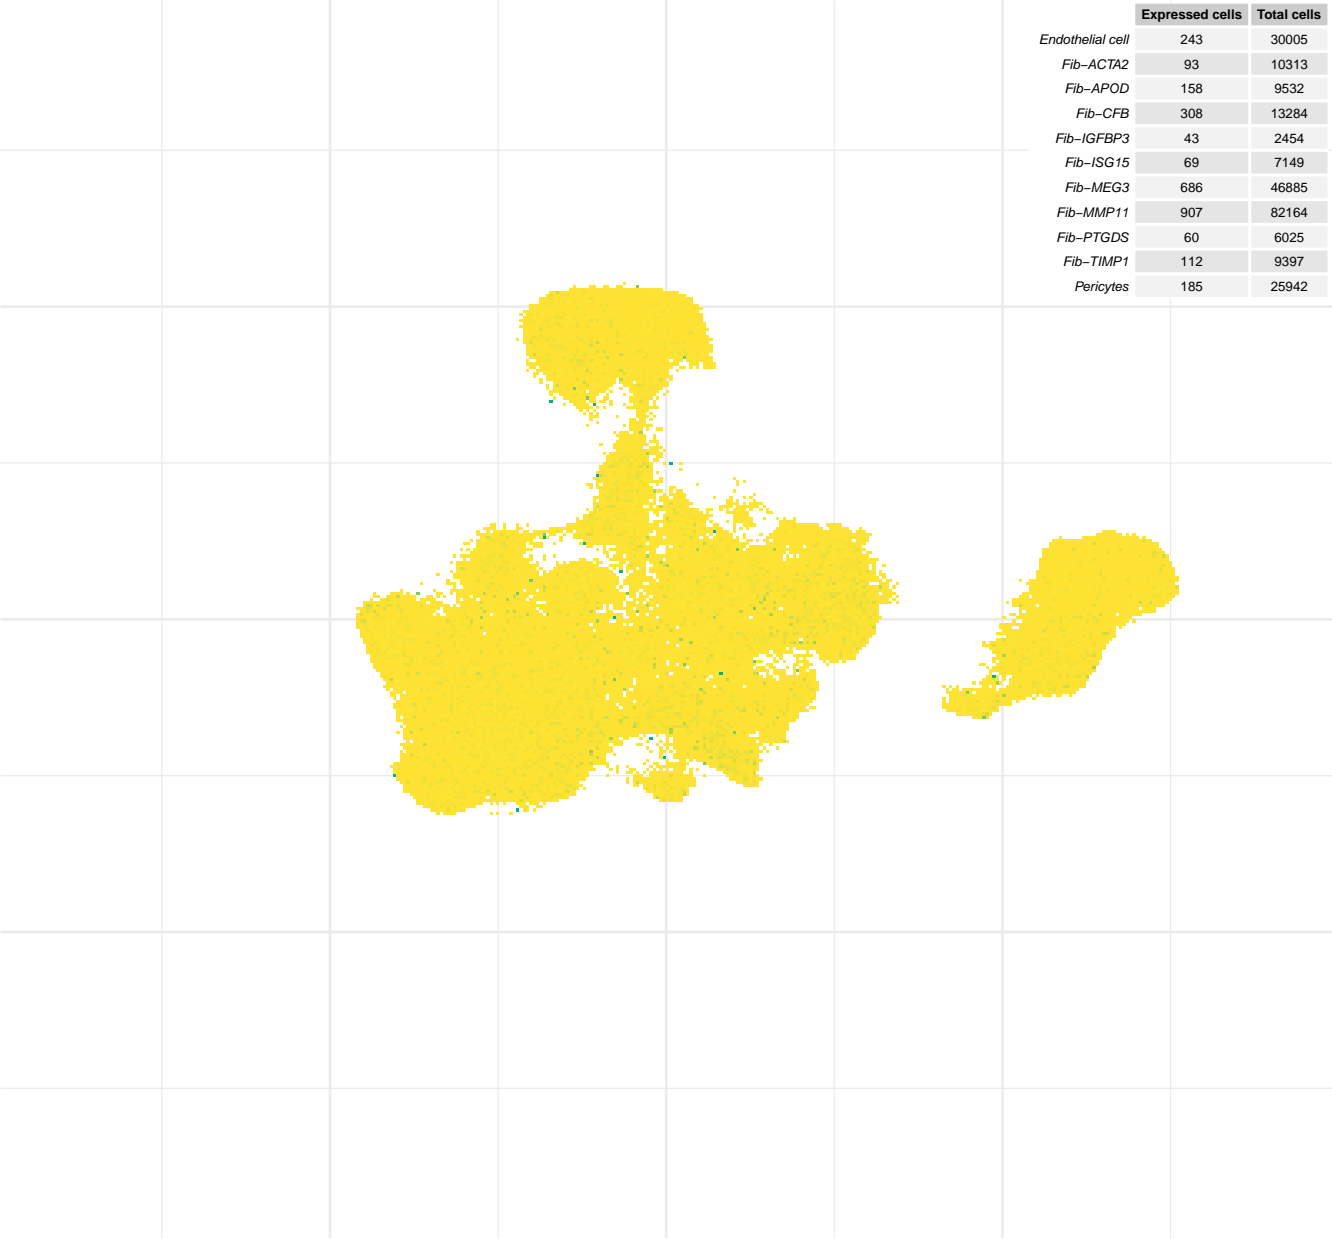 Expressed cells Total cells
Endothelial cell 243 30005
Fib−ACTA2 93 10313
Fib−APOD 158 9532
Fib−CFB 308 13284
Fib−IGFBP3 43 2454
Fib−ISG15 69 7149
Fib−MEG3 686 46885
Fib−MMP11 907 82164
Fib−PTGDS 60 6025
Fib−TIMP1 112 9397
Pericytes 185 25942